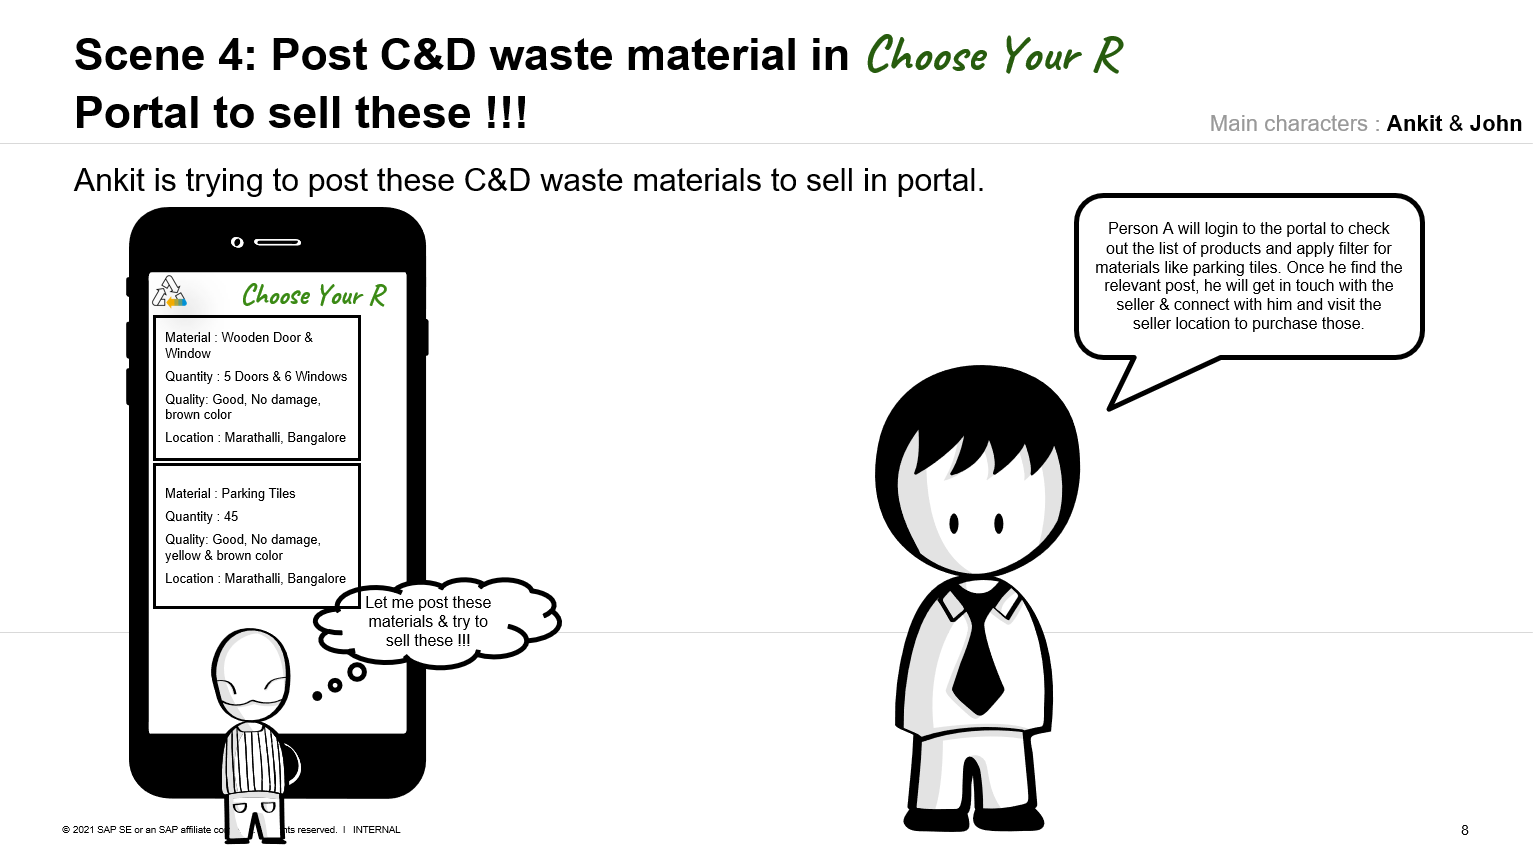 Scene 4: Post C&D waste material in Choose Your R
Portal to sell these !!!
Main characters : Ankit & John
Ankit is trying to post these C&D waste materials to sell in portal.
Person A will login to the portal to check
out the list of products and apply filter for
materials like parking tiles. Once he find the
relevant post, he will get in touch with the
seller & connect with him and visit the
seller location to purchase those.
Choose Your R
Material : Wooden Door &
Window
Quantity : 5 Doors & 6 Windows
Quality: Good, No damage,
brown color
Location : Marathalli, Bangalore
Material : Parking Tiles
Quantity : 45
Quality: Good, No damage,
yellow & brown color
Location : Marathalli, Bangalore
Let me post these
materials & try to
sell these !!!
© 2021 SAP SE or an SAP affiliate reserved. | INTERNAL
8